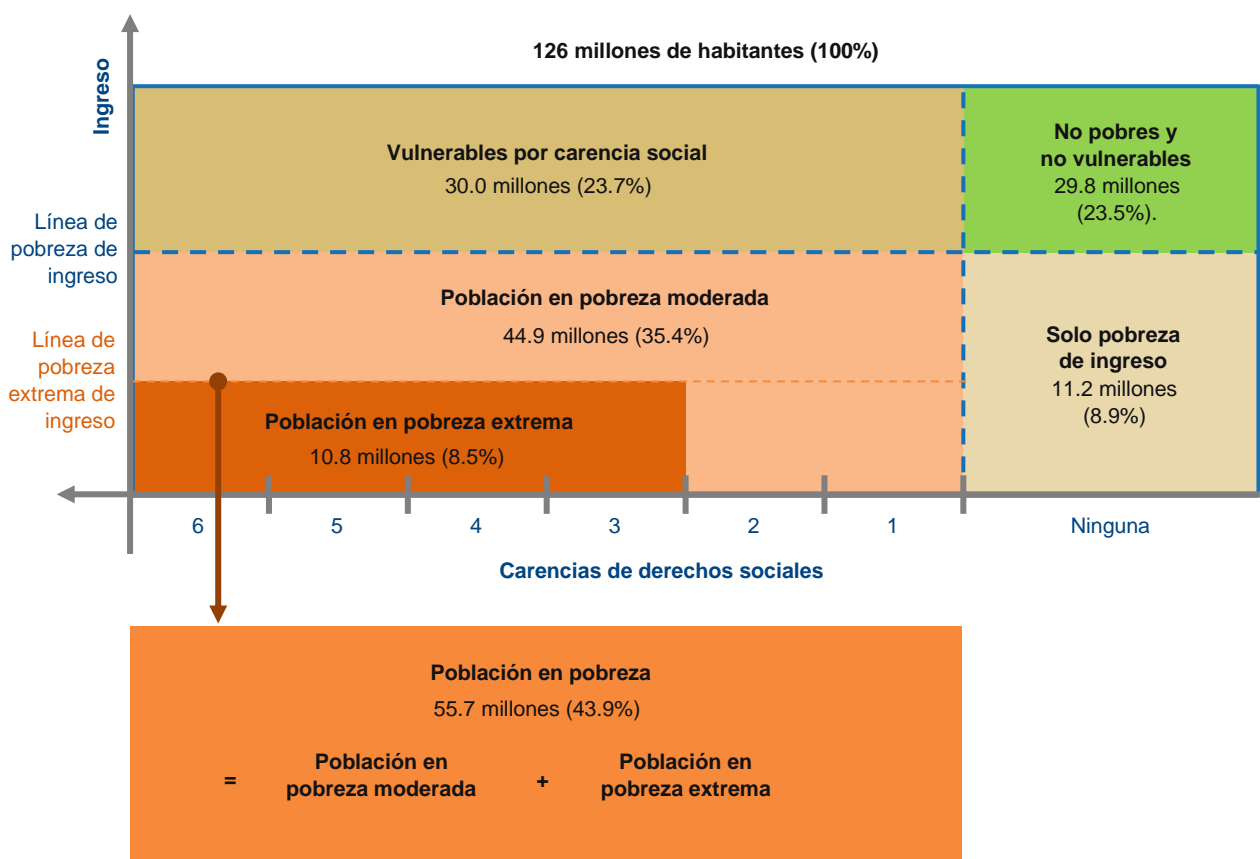 126 millones de habitantes (100%)
Ingreso
Vulnerables por carencia social
30.0 millones (23.7%)
No pobres y
no vulnerables
29.8 millones
(23.5%).
Línea de
pobreza de
ingreso
Población en pobreza moderada
44.9 millones (35.4%)
Línea de
pobreza
extrema de
ingreso
Solo pobreza
de ingreso
11.2 millones
(8.9%)
Población en pobreza extrema
10.8 millones (8.5%)
6 5 4 3 2 1 Ninguna
Carencias de derechos sociales
Población en pobreza
55.7 millones (43.9%)
=
Población en
pobreza moderada
+
Población en
pobreza extrema